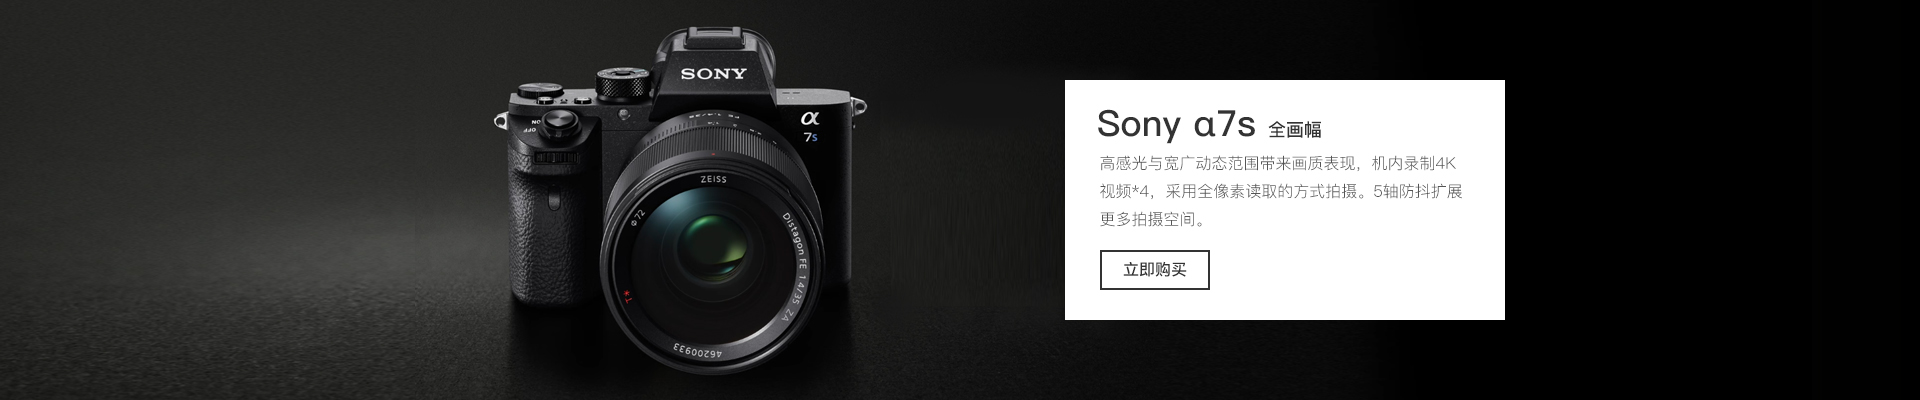 SONY
α
7s
ON
OFF
ZEISS
Φ72
Distagon FE 1.4/35 ZA
T*
46200933
Sony α7s 全画幅
高感光与宽广动态范围带来画质表现，机内录制4K
视频*4，采用全像素读取的方式拍摄。5轴防抖扩展
更多拍摄空间。
立即购买